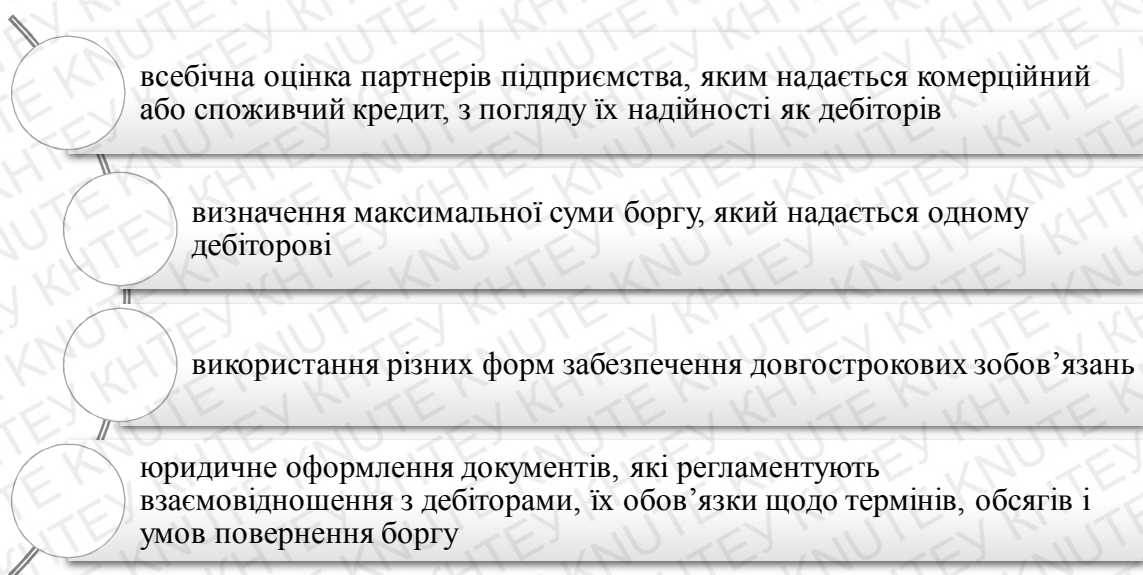 всебічна оцінка партнерів підприємства, яким надається комерційний
або споживчий кредит, з погляду їх надійності як дебіторів
визначення максимальної суми боргу, який надається одному
дебіторові
використання різних форм забезпечення довгострокових зобов’язань
юридичне оформлення документів, які регламентують
взаємовідношення з дебіторами, їх обов’язки щодо термінів, обсягів і
умов повернення боргу